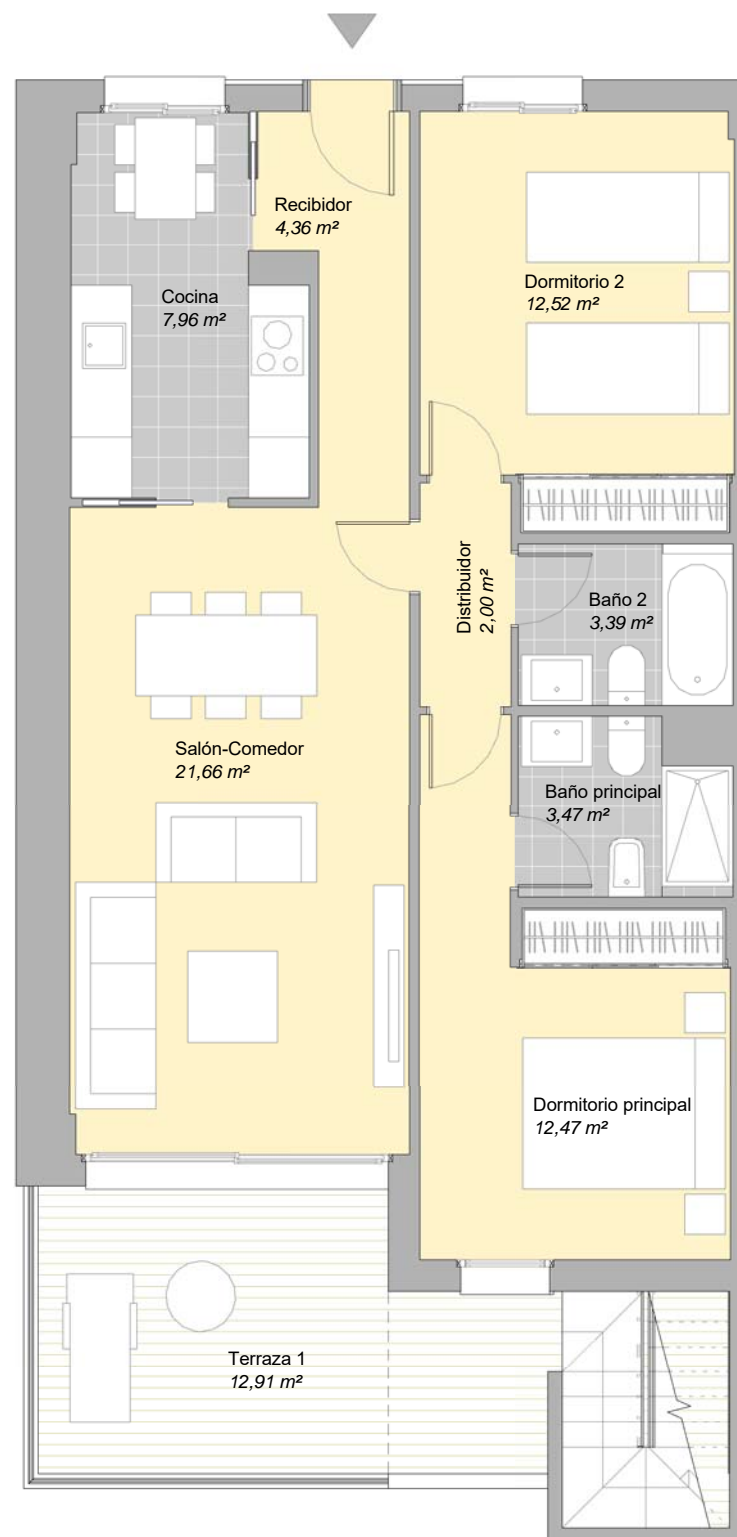 Recibidor
4,36 m²
Cocina
7,96 m²
Dormitorio 2
12,52 m²
Distribuidor
2,00 m²
Baño 2
3,39 m²
Salón-Comedor
21,66 m²
Baño principal
3,47 m²
Dormitorio principal
12,47 m²
Terraza 1
12,91 m²